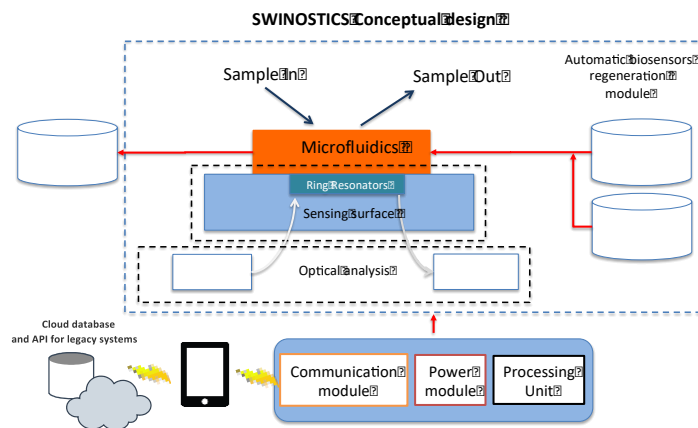 SWINOSTICS Conceptual design
Sample In
Sample Out
Automatic biosensors
regeneration
module
Microfluidics
Ring Resonators
Sensing surface
Optical analysis
Cloud database
and API for legacy systems
Communication
module
Power
module
Processing
Unit